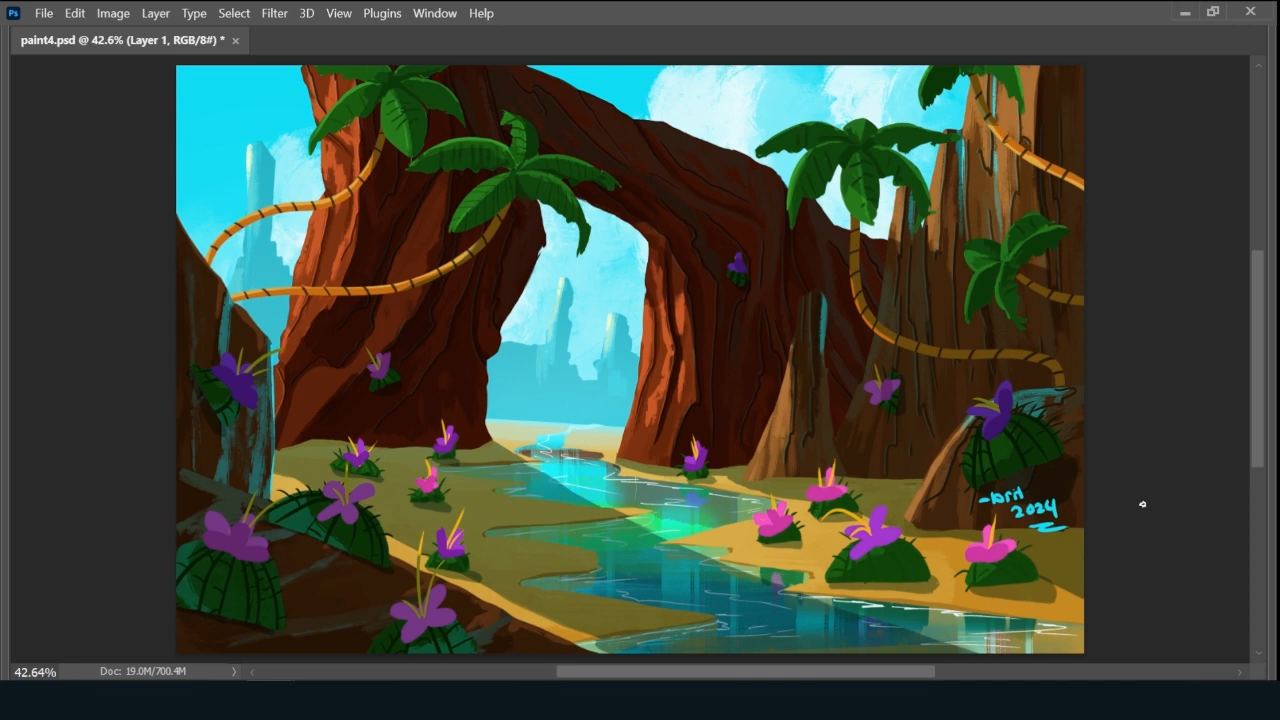 Ps File Edit Image Layer Type Select Filter 3D View Plugins Window Help
paint4.psd @ 42.6% (Layer 1, RGB/8#) * ×
2024
42.64% Doc: 19.0M/700.4M